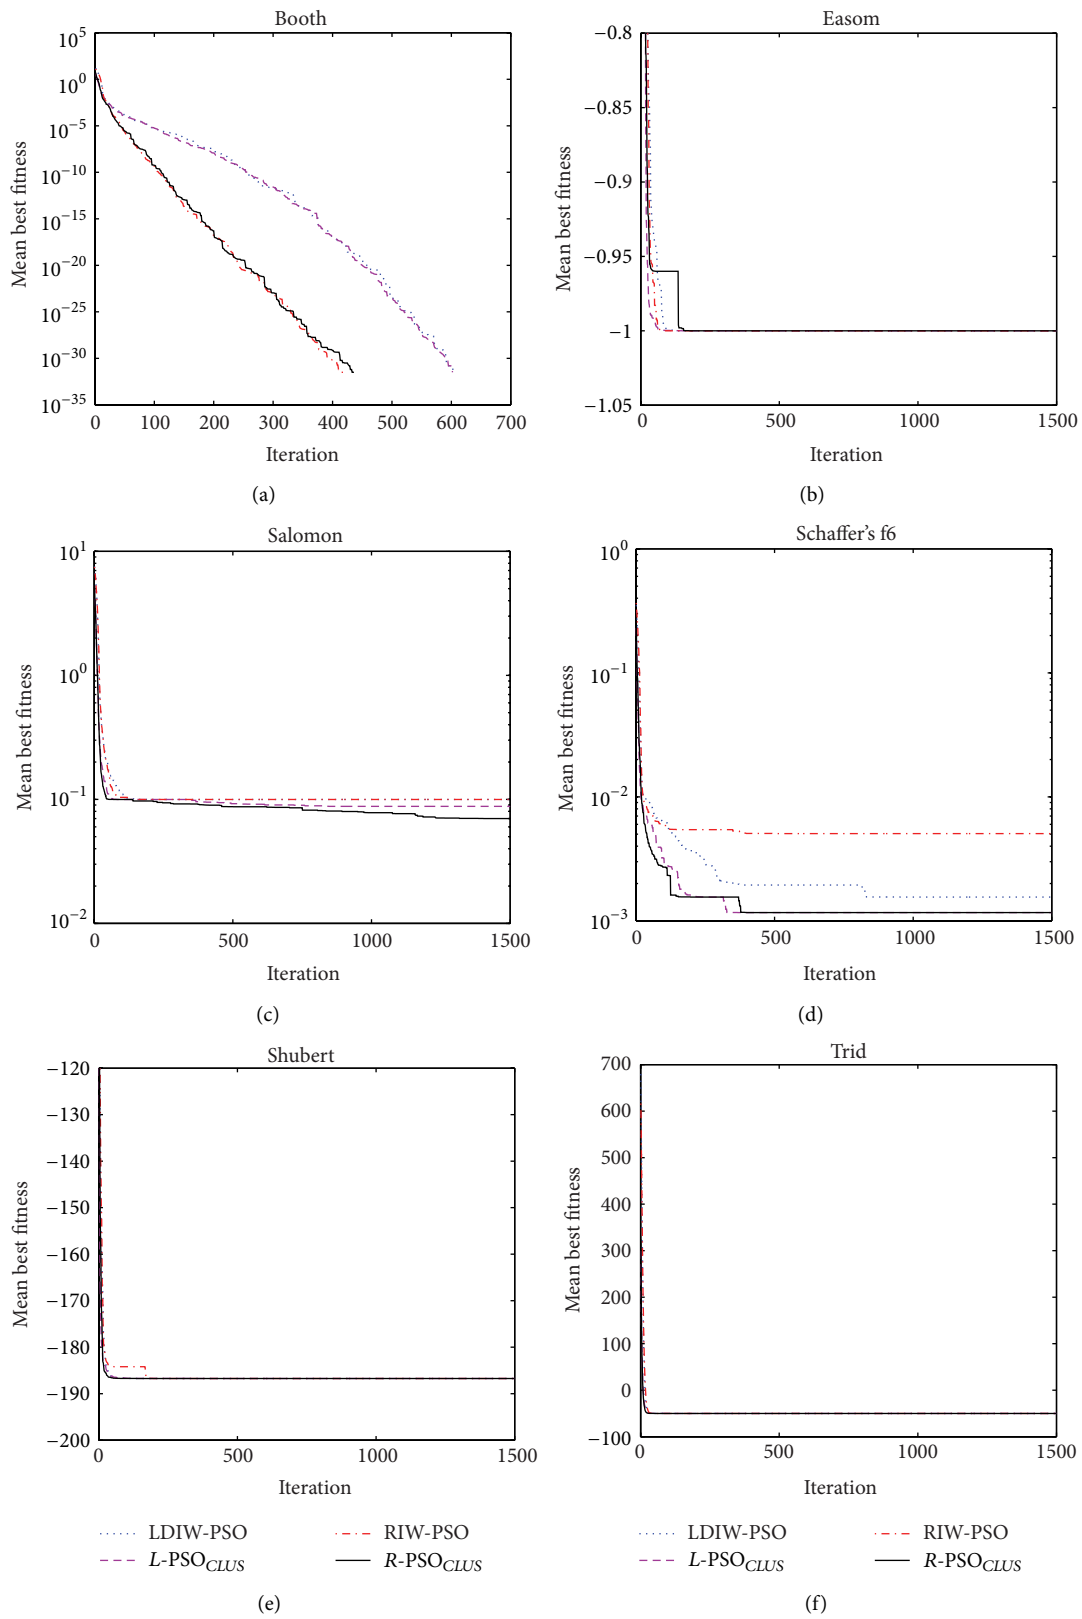 Booth
10^5
10^0
10^−5
10^−10
10^−15
10^−20
10^−25
10^−30
10^−35
Mean best fitness
0 100 200 300 400 500 600 700
Iteration
(a)
Easom
−0.8
−0.85
−0.9
−0.95
−1
−1.05
Mean best fitness
0 500 1000 1500
Iteration
(b)
Salomon
10^1
10^0
10^−1
10^−2
Mean best fitness
0 500 1000 1500
Iteration
(c)
Schaffer's f6
10^0
10^−1
10^−2
10^−3
Mean best fitness
0 500 1000 1500
Iteration
(d)
Shubert
−120
−130
−140
−150
−160
−170
−180
−190
−200
Mean best fitness
0 500 1000 1500
Iteration
LDIW-PSO RIW-PSO
L-PSO_CLUS R-PSO_CLUS
(e)
Trid
700
600
500
400
300
200
100
0
−100
Mean best fitness
0 500 1000 1500
Iteration
LDIW-PSO RIW-PSO
L-PSO_CLUS R-PSO_CLUS
(f)